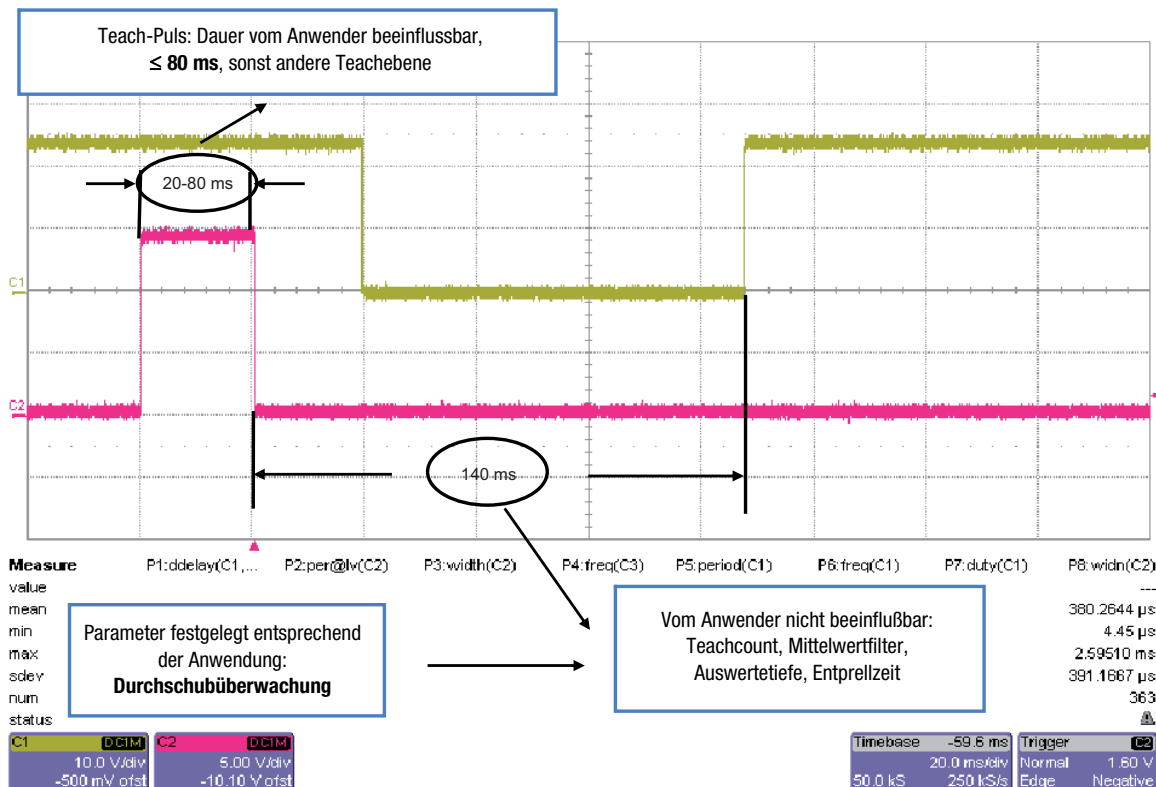 Teach-Puls: Dauer vom Anwender beeinflussbar,
≤ 80 ms, sonst andere Teachebene
20-80 ms
C1
C2
140 ms
Measure P1:ddelay(C1,... P2:per@lv(C2) P3:width(C2) P4:freq(C3) P5:period(C1) P6:freq(C1) P7:duty(C1) P8:widn(C2)
value ---
mean 380.2644 µs
min 4.45 µs
max 2.59510 ms
sdev 391.1667 µs
num 363
status
Parameter festgelegt entsprechend
der Anwendung:
Durchschubüberwachung
Vom Anwender nicht beeinflußbar:
Teachcount, Mittelwertfilter,
Auswertetiefe, Entprellzeit
C1 DC1M
10.0 V/div
-500 mV ofst
C2 DC1M
5.00 V/div
-10.10 V ofst
Timebase -59.6 ms
20.0 ms/div
50.0 kS 250 kS/s
Trigger C2
Normal 1.60 V
Edge Negative